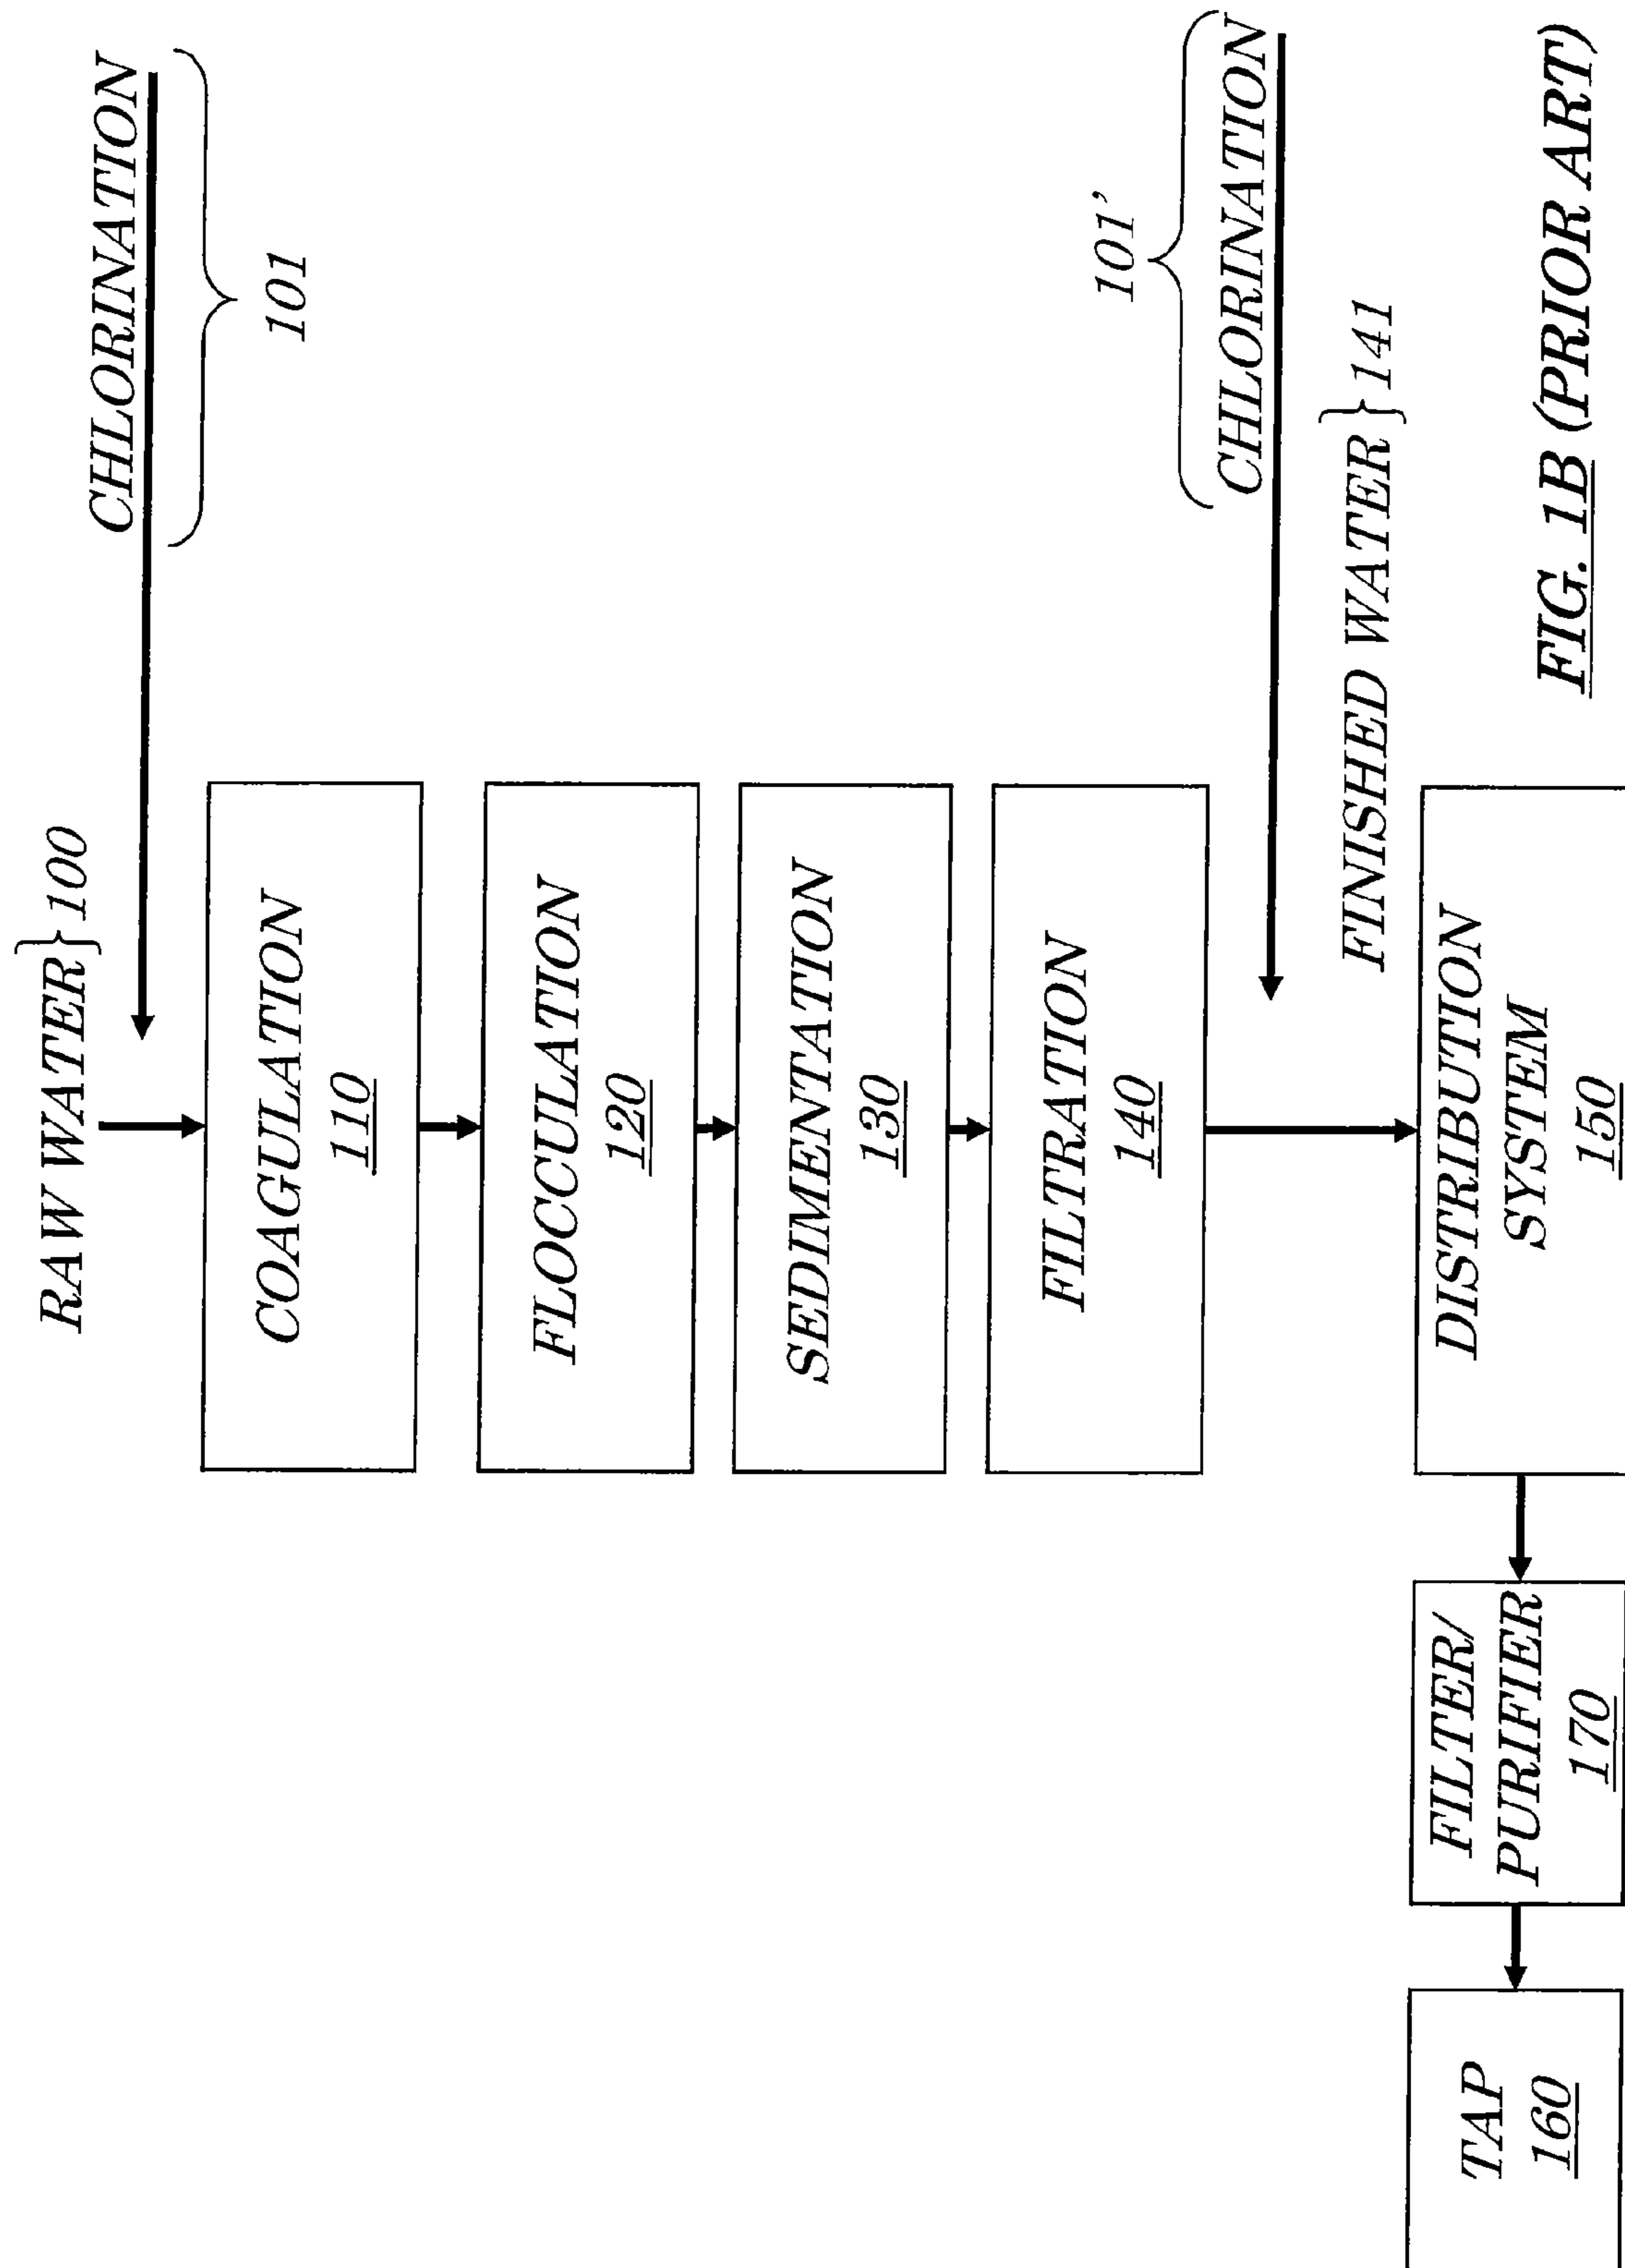 RAW WATER } 100
CHLORINATION
101
COAGULATION
110
FLOCCULATION
120
SEDIMENTATION
130
FILTRATION
140
101’
CHLORINATION
FINISHED WATER } 141
DISTRIBUTION
SYSTEM
150
FILTER/
PURIFIER
170
TAP
160
FIG. 1B (PRIOR ART)